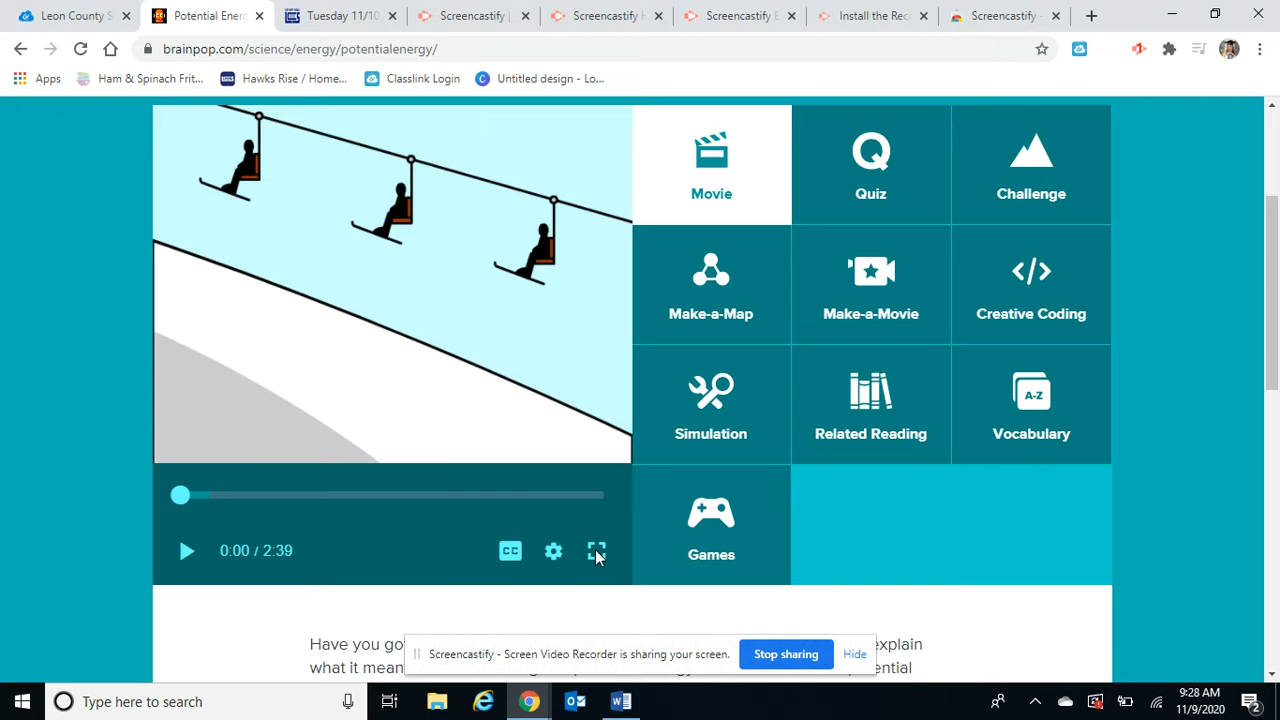 Leon County S
Potential Energ
Tuesday 11/10
Screencastify
Screencastify H
Screencastify E
Install the Rec
Screencastify -
brainpop.com/science/energy/potentialenergy/
Apps
Ham & Spinach Frit...
Hawks Rise / Home...
Classlink Login
Untitled design - Lo...
Movie
Q
Quiz
Challenge
Make-a-Map
Make-a-Movie
</>
Creative Coding
Simulation
Related Reading
A-Z
Vocabulary
0:00 / 2:39
CC
Games
Have you go
explain
what it mean
tential
Screencastify - Screen Video Recorder is sharing your screen.
Stop sharing
Hide
Type here to search
9:28 AM
11/9/2020
2